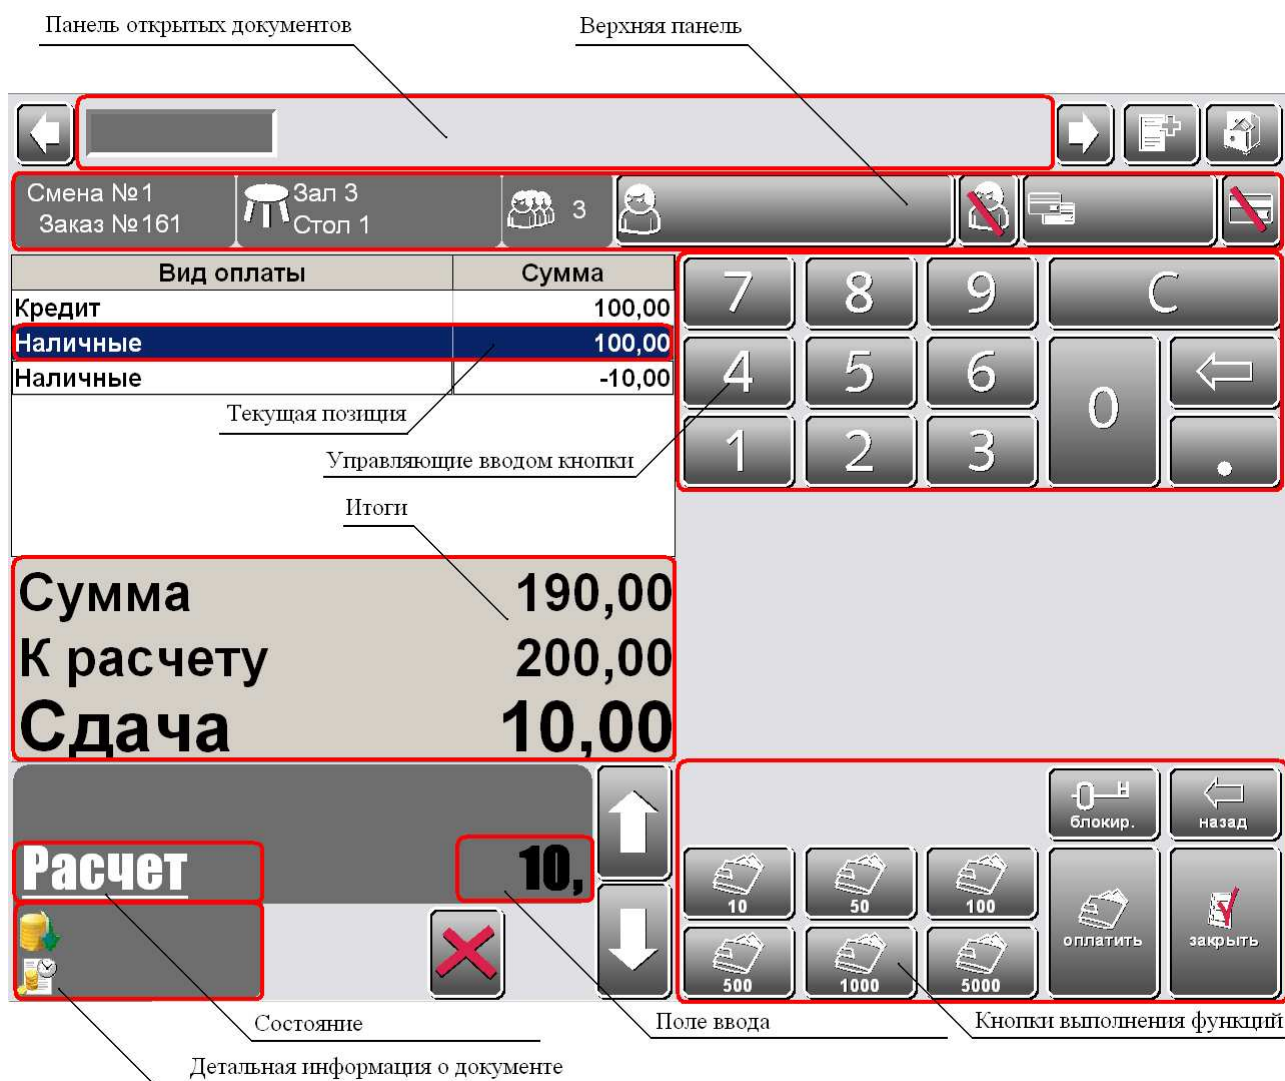 Панель открытых документов
Верхняя панель
Смена №1
Заказ №161
Зал 3
Стол 1
3
Вид оплаты Сумма
Кредит 100,00
Наличные 100,00
Наличные -10,00
7 8 9 C
4 5 6
0
1 2 3 .
Текущая позиция
Управляющие вводом кнопки
Итоги
Сумма 190,00
К расчету 200,00
Сдача 10,00
блокир. назад
Расчет 10,
10 50 100
оплатить закрыть
500 1000 5000
Состояние
Поле ввода
Кнопки выполнения функций
Детальная информация о документе